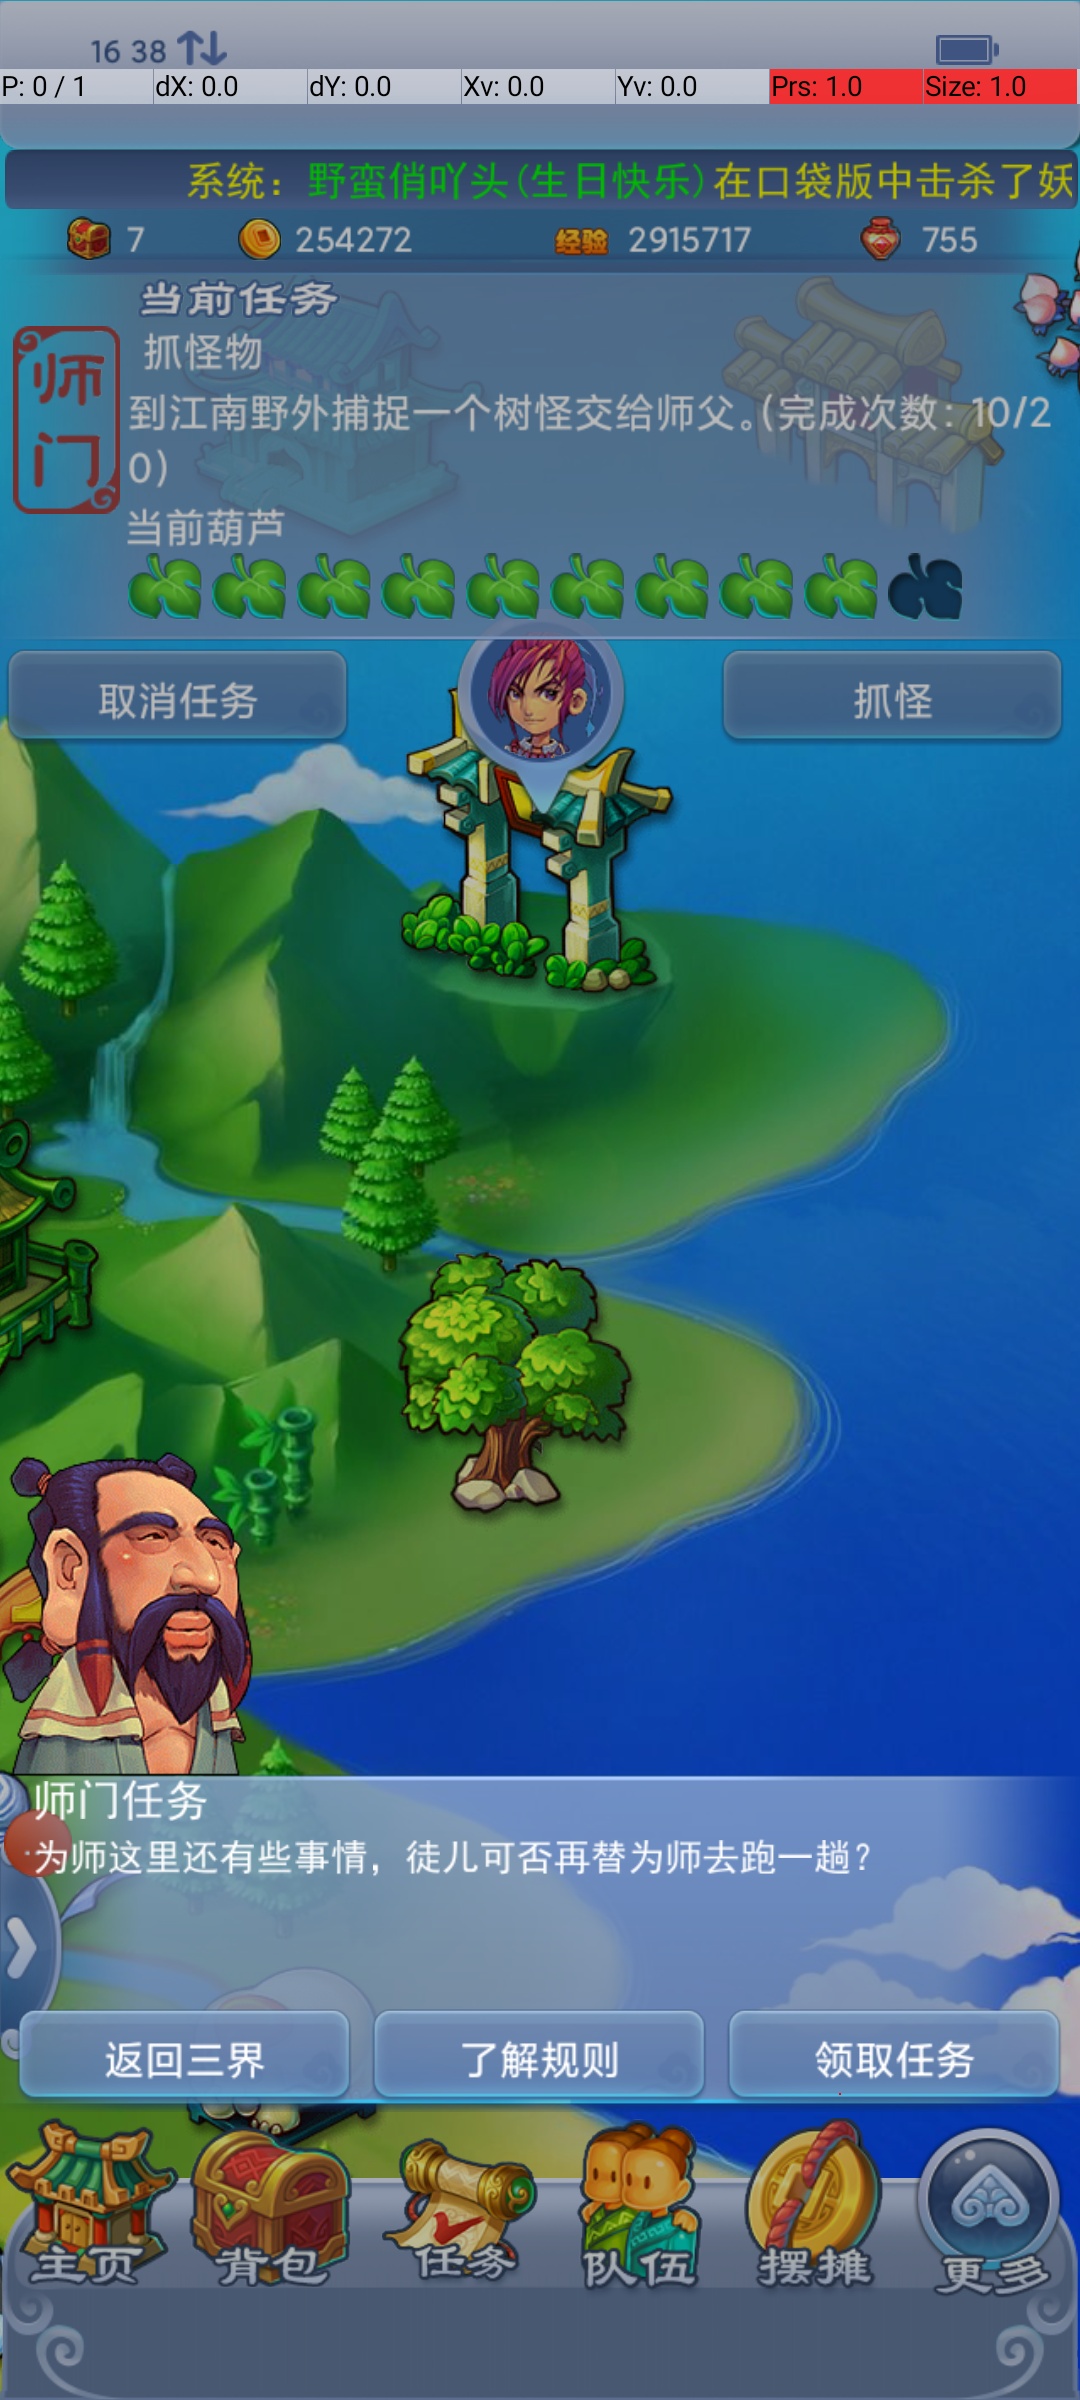 16 38
P: 0 / 1 dX: 0.0 dY: 0.0 Xv: 0.0 Yv: 0.0 Prs: 1.0 Size: 1.0
系统：野蛮俏吖头(生日快乐)在口袋版中击杀了妖
7 254272 经验 2915717 755
当前任务
师门
抓怪物
到江南野外捕捉一个树怪交给师父。(完成次数：10/2
0)
当前葫芦
取消任务 抓怪
师门任务
为师这里还有些事情，徒儿可否再替为师去跑一趟？
返回三界 了解规则 领取任务
主页 背包 任务 队伍 摆摊 更多